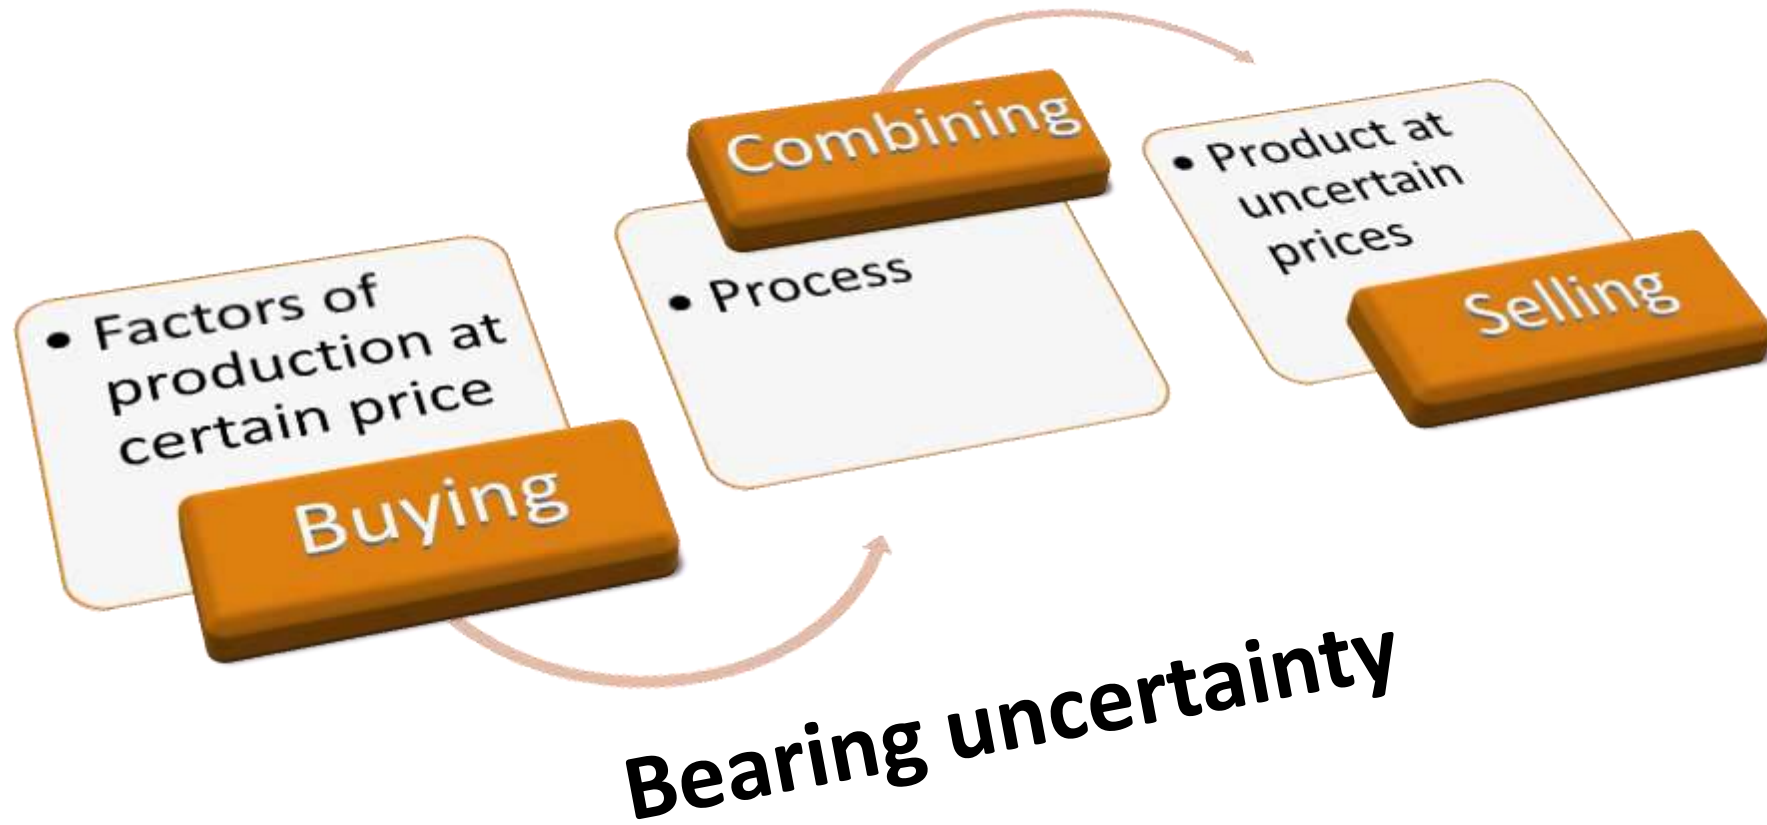 • Factors of
production at
certain price
Buying
Combining
• Process
• Product at
uncertain
prices
Selling
Bearing uncertainty